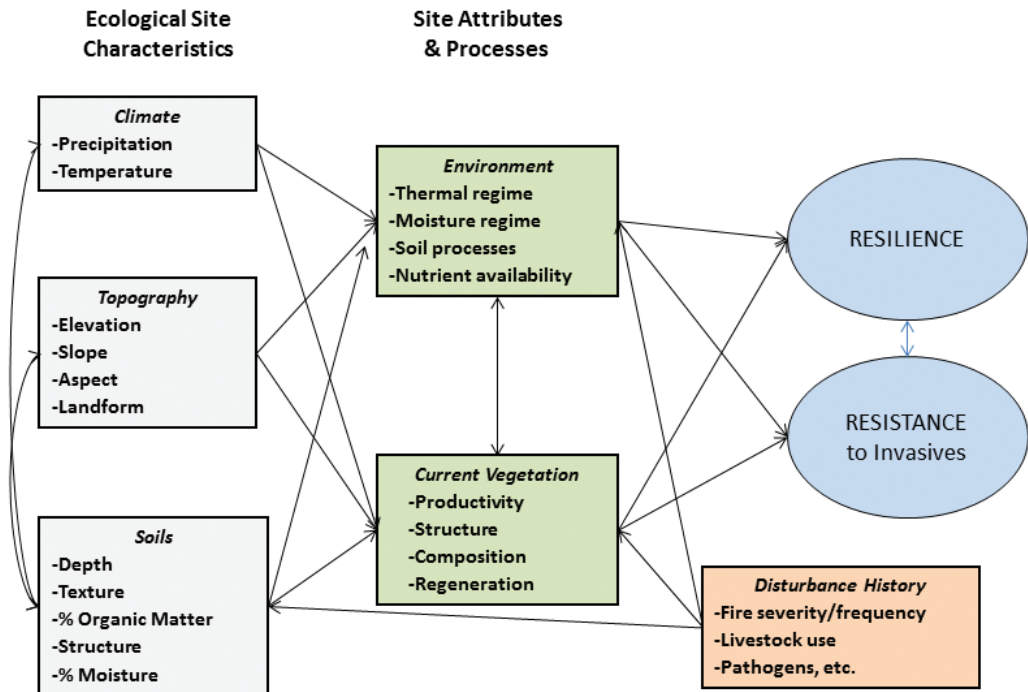 Ecological Site
Characteristics
Site Attributes
& Processes
Climate
-Precipitation
-Temperature
Topography
-Elevation
-Slope
-Aspect
-Landform
Soils
-Depth
-Texture
-% Organic Matter
-Structure
-% Moisture
Environment
-Thermal regime
-Moisture regime
-Soil processes
-Nutrient availability
Current Vegetation
-Productivity
-Structure
-Composition
-Regeneration
RESILIENCE
RESISTANCE
to Invasives
Disturbance History
-Fire severity/frequency
-Livestock use
-Pathogens, etc.